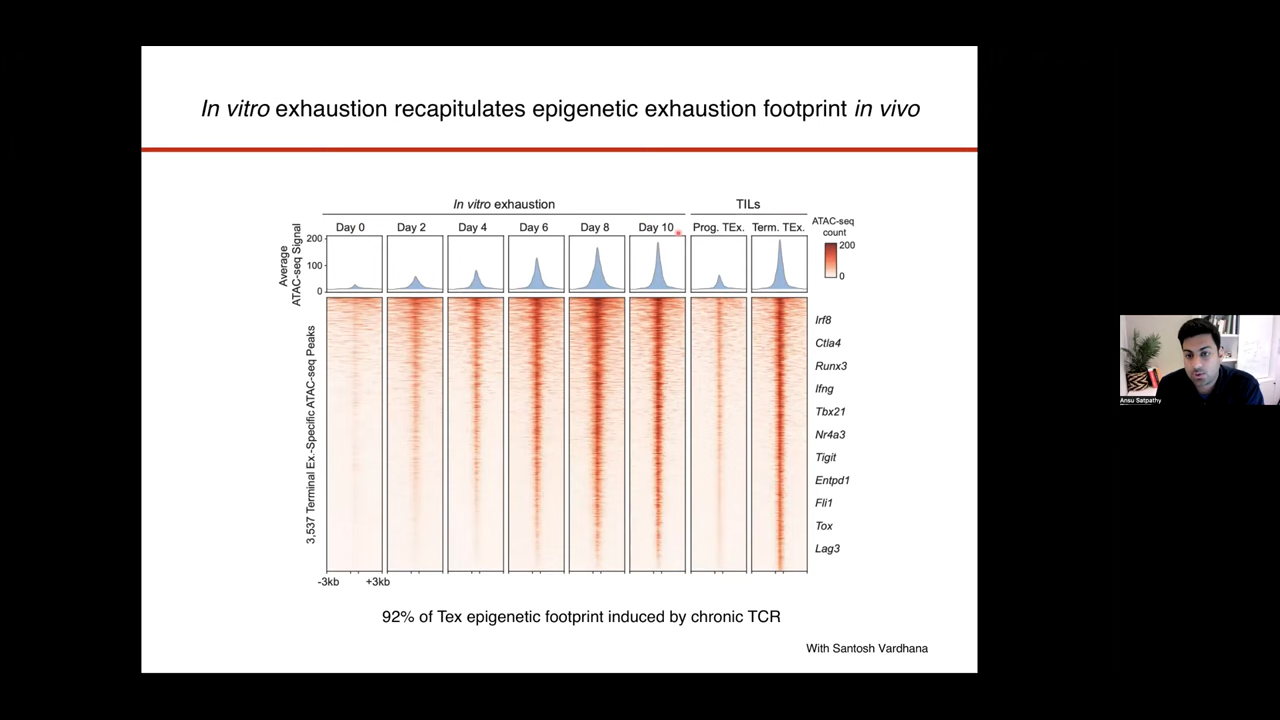 In vitro exhaustion recapitulates epigenetic exhaustion footprint in vivo
In vitro exhaustion
TILs
Day 0
Day 2
Day 4
Day 6
Day 8
Day 10
Prog. TEx.
Term. TEx.
ATAC-seq
count
200
0
Average
ATAC-seq Signal
200
100
0
3,537 Terminal Ex.-Specific ATAC-seq Peaks
Irf8
Ctla4
Runx3
Ifng
Tbx21
Nr4a3
Tigit
Entpd1
Fli1
Tox
Lag3
-3kb
+3kb
92% of Tex epigenetic footprint induced by chronic TCR
With Santosh Vardhana
Ansu Satpathy